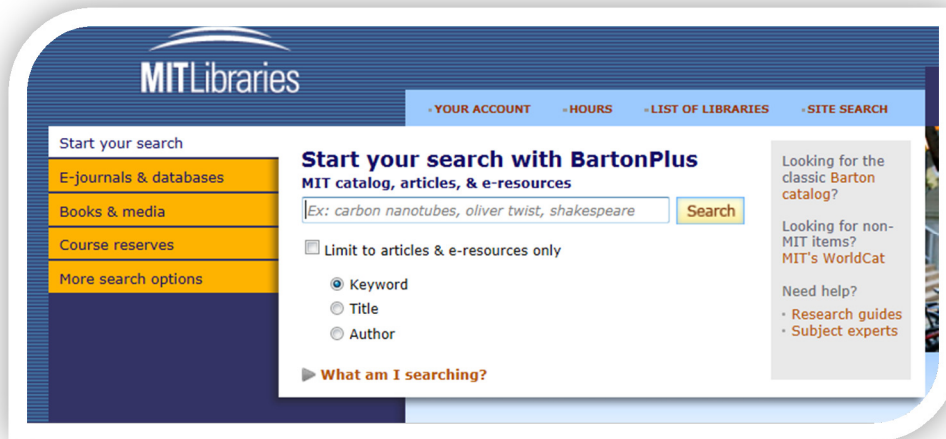 MITLibraries
YOUR ACCOUNT
HOURS
LIST OF LIBRARIES
SITE SEARCH
Start your search
E-journals & databases
Books & media
Course reserves
More search options
Start your search with BartonPlus
MIT catalog, articles, & e-resources
Ex: carbon nanotubes, oliver twist, shakespeare
Search
Limit to articles & e-resources only
Keyword
Title
Author
What am I searching?
Looking for the
classic Barton
catalog?
Looking for non-
MIT items?
MIT's WorldCat
Need help?
Research guides
Subject experts